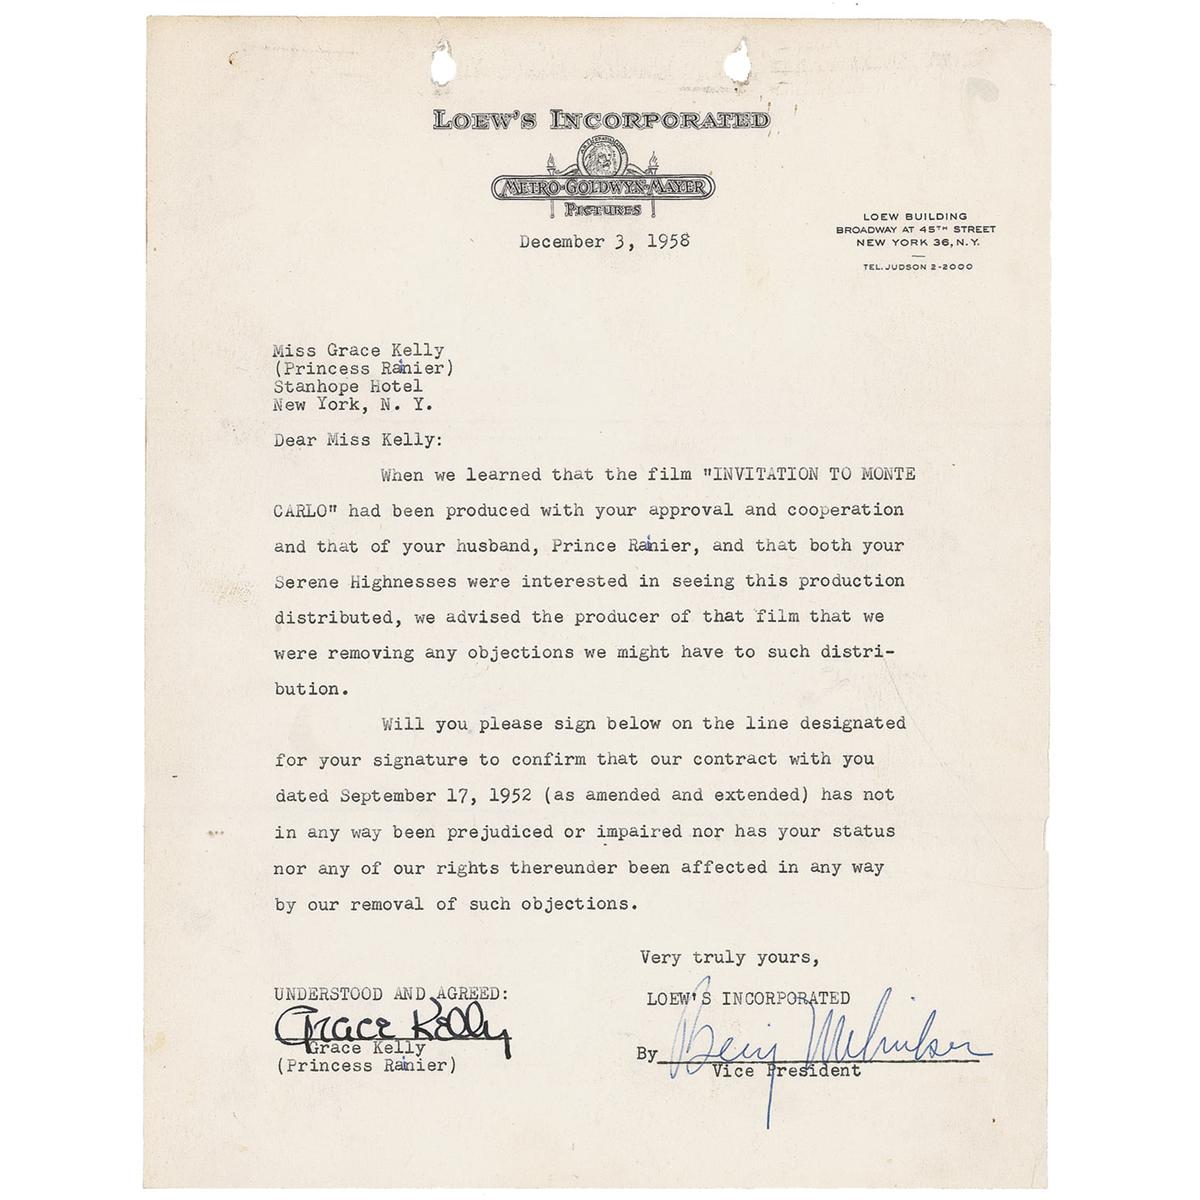 LOEW'S INCORPORATED
METRO-GOLDWYN-MAYER
PICTURES
December 3, 1958
LOEW BUILDING
BROADWAY AT 45TH STREET
NEW YORK 36, N.Y.
TEL. JUDSON 2-2000
Miss Grace Kelly
(Princess Rainier)
Stanhope Hotel
New York, N. Y.
Dear Miss Kelly:
When we learned that the film "INVITATION TO MONTE
CARLO" had been produced with your approval and cooperation
and that of your husband, Prince Rainier, and that both your
Serene Highnesses were interested in seeing this production
distributed, we advised the producer of that film that we
were removing any objections we might have to such distri-
bution.
Will you please sign below on the line designated
for your signature to confirm that our contract with you
dated September 17, 1952 (as amended and extended) has not
in any way been prejudiced or impaired nor has your status
nor any of our rights thereunder been affected in any way
by our removal of such objections.
Very truly yours,
UNDERSTOOD AND AGREED:
Grace Kelly
Grace Kelly
(Princess Rainier)
LOEW'S INCORPORATED
By Benj Melniker
Vice President